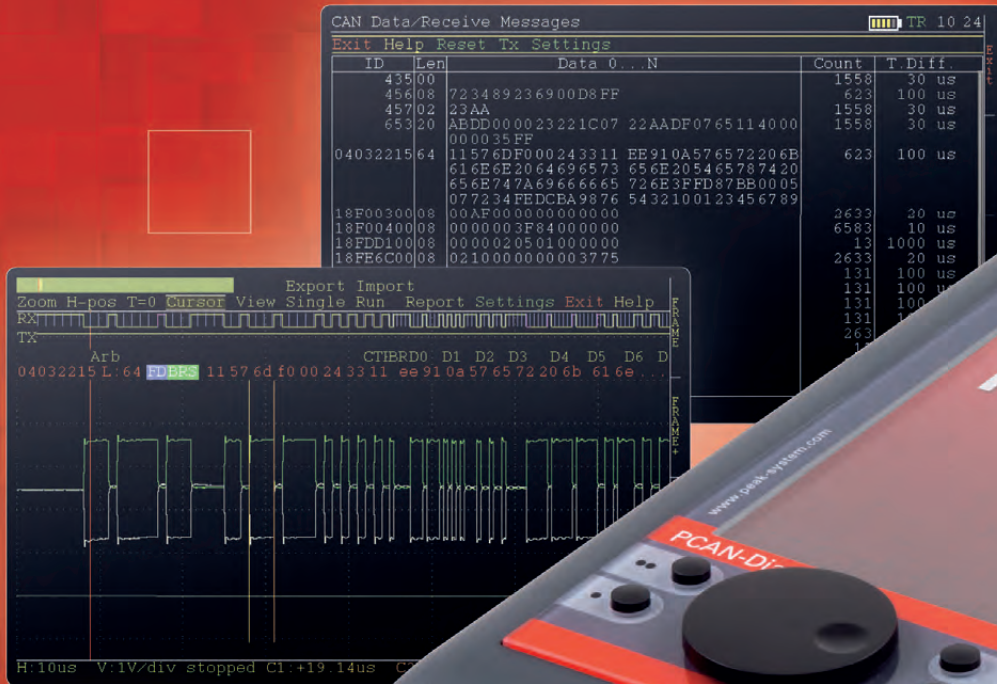 CAN Data/Receive Messages TR 10 24
Exit Help Reset Tx Settings
ID Len Data 0...N Count T.Diff.
435 00 1558 30 us
456 08 723489236900D8FF 623 100 us
457 02 23AA 1558 30 us
653 20 ABDD000023221C07 22AADF0765114000 1558 30 us
000035FF
04032215 64 11576DF000243311 EE910A576572206B 623 100 us
616E6E2064696573 656E205465787420
656E747A69666665 726E3FFD87BB0005
077234FEDCBA9876 5432100123456789
18F00300 08 00AF000000000000 2633 20 us
18F00400 08 0000003F84000000 6583 10 us
18FDD100 08 0000020501000000 13 1000 us
18FE6C00 08 0210000000003775 2633 20 us
131 100 us
131 100 us
131 100
131
263
Exit
Export Import
Zoom H-pos T=0 Cursor View Single Run Report Settings Exit Help
RX
TX
FRAME
Arb CTLBRD0 D1 D2 D3 D4 D5 D6 D
04032215 L:64 FD BRS 11 57 6d f0 00 24 33 11 ee 91 0a 57 65 72 20 6b 61 6e ...
FRAME+
H:10us V:1V/div stopped C1:+19.14us
www.peak-system.com